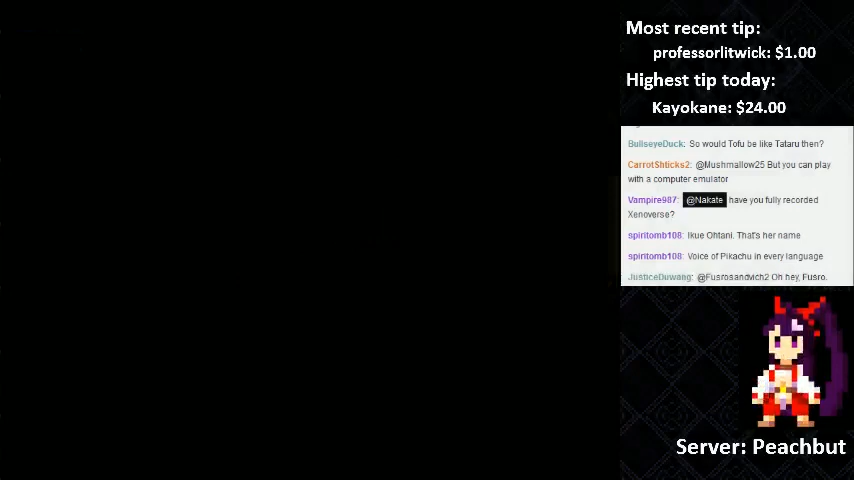 Most recent tip:
professorlitwick: $1.00
Highest tip today:
Kayokane: $24.00
BullseyeDuck: So would Tofu be like Tataru then?
CarrotShticks2: @Mushmallow25 But you can play
with a computer emulator
Vampire987: @Nakate have you fully recorded
Xenoverse?
spiritomb108: Ikue Ohtani. That's her name
spiritomb108: Voice of Pikachu in every language
JusticeDuwang: @Fusrosandvich2 Oh hey, Fusro.
Server: Peachbut